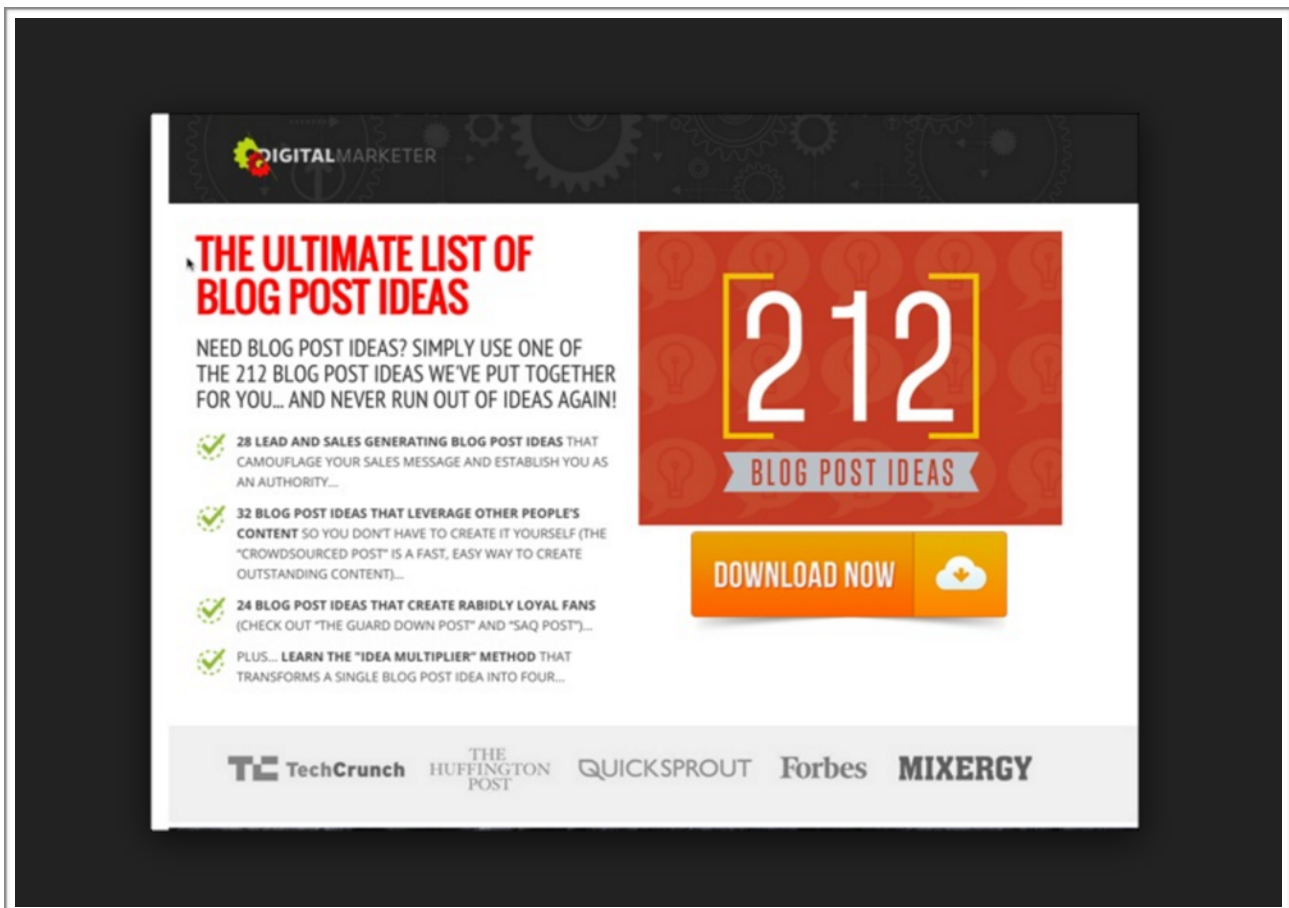 DIGITALMARKETER
THE ULTIMATE LIST OF
BLOG POST IDEAS
NEED BLOG POST IDEAS? SIMPLY USE ONE OF
THE 212 BLOG POST IDEAS WE'VE PUT TOGETHER
FOR YOU... AND NEVER RUN OUT OF IDEAS AGAIN!
28 LEAD AND SALES GENERATING BLOG POST IDEAS THAT
CAMOUFLAGE YOUR SALES MESSAGE AND ESTABLISH YOU AS
AN AUTHORITY...
32 BLOG POST IDEAS THAT LEVERAGE OTHER PEOPLE'S
CONTENT SO YOU DON'T HAVE TO CREATE IT YOURSELF (THE
"CROWDSOURCED POST" IS A FAST, EASY WAY TO CREATE
OUTSTANDING CONTENT)...
24 BLOG POST IDEAS THAT CREATE RABIDLY LOYAL FANS
(CHECK OUT "THE GUARD DOWN POST" AND "SAQ POST")...
PLUS... LEARN THE "IDEA MULTIPLIER" METHOD THAT
TRANSFORMS A SINGLE BLOG POST IDEA INTO FOUR...
212
BLOG POST IDEAS
DOWNLOAD NOW
TC TechCrunch
THE
HUFFINGTON
POST
QUICKSPROUT
Forbes
MIXERGY